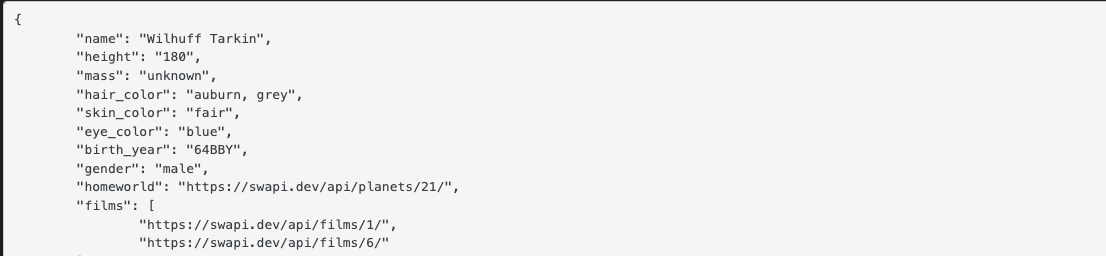 {
"name": "Wilhuff Tarkin",
"height": "180",
"mass": "unknown",
"hair_color": "auburn, grey",
"skin_color": "fair",
"eye_color": "blue",
"birth_year": "64BBY",
"gender": "male",
"homeworld": "https://swapi.dev/api/planets/21/",
"films": [
"https://swapi.dev/api/films/1/",
"https://swapi.dev/api/films/6/"